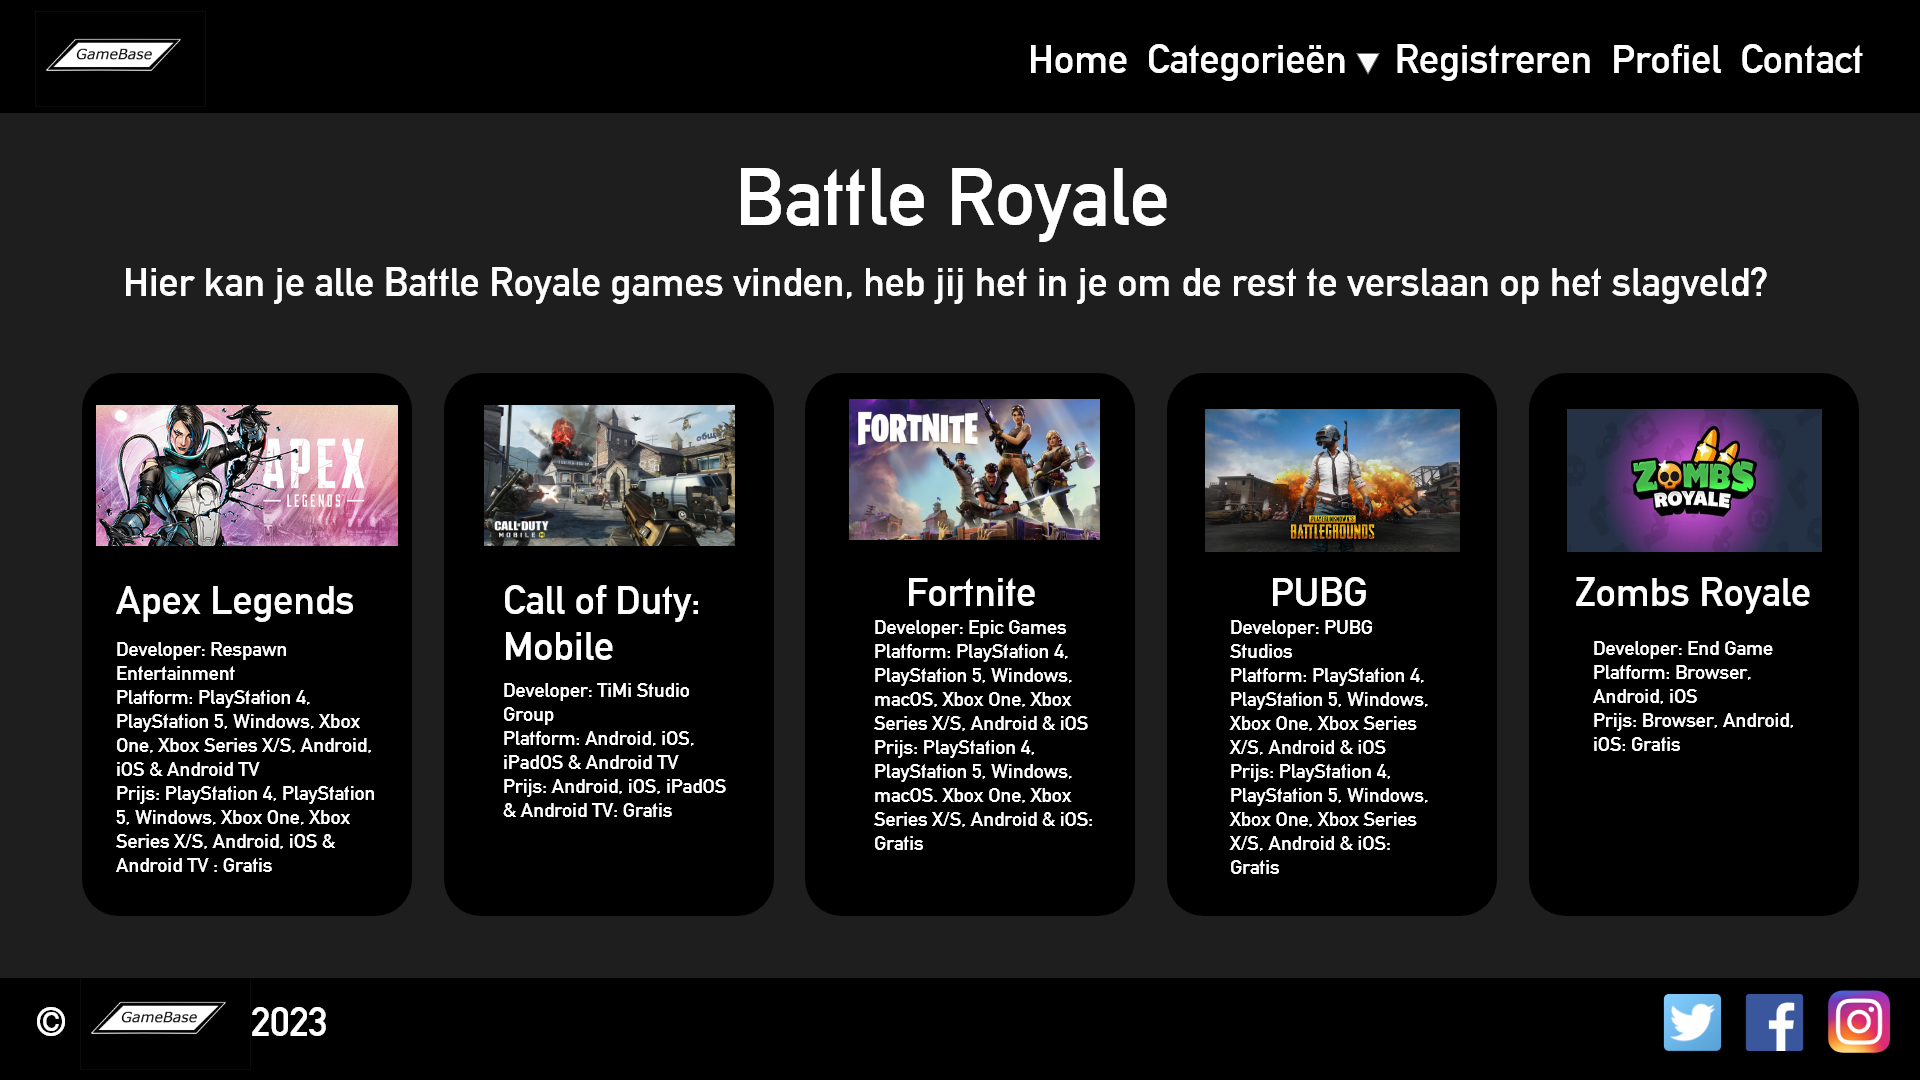 GameBase
Home Categorieën ▼ Registreren Profiel Contact
Battle Royale
Hier kan je alle Battle Royale games vinden, heb jij het in je om de rest te verslaan op het slagveld?
APEX
LEGENDS
Apex Legends
Developer: Respawn
Entertainment
Platform: PlayStation 4,
PlayStation 5, Windows, Xbox
One, Xbox Series X/S, Android,
iOS & Android TV
Prijs: PlayStation 4, PlayStation
5, Windows, Xbox One, Xbox
Series X/S, Android, iOS &
Android TV : Gratis
общ
CALL OF DUTY
MOBILE
Call of Duty:
Mobile
Developer: TiMi Studio
Group
Platform: Android, iOS,
iPadOS & Android TV
Prijs: Android, iOS, iPadOS
& Android TV: Gratis
FORTNITE
Fortnite
Developer: Epic Games
Platform: PlayStation 4,
PlayStation 5, Windows,
macOS, Xbox One, Xbox
Series X/S, Android & iOS
Prijs: PlayStation 4,
PlayStation 5, Windows,
macOS, Xbox One, Xbox
Series X/S, Android & iOS:
Gratis
PLAYERUNKNOWN'S
BATTLEGROUNDS
PUBG
Developer: PUBG
Studios
Platform: PlayStation 4,
PlayStation 5, Windows,
Xbox One, Xbox Series
X/S, Android & iOS
Prijs: PlayStation 4,
PlayStation 5, Windows,
Xbox One, Xbox Series
X/S, Android & iOS:
Gratis
ZOMBS
ROYALE
Zombs Royale
Developer: End Game
Platform: Browser,
Android, iOS
Prijs: Browser, Android,
iOS: Gratis
© GameBase 2023